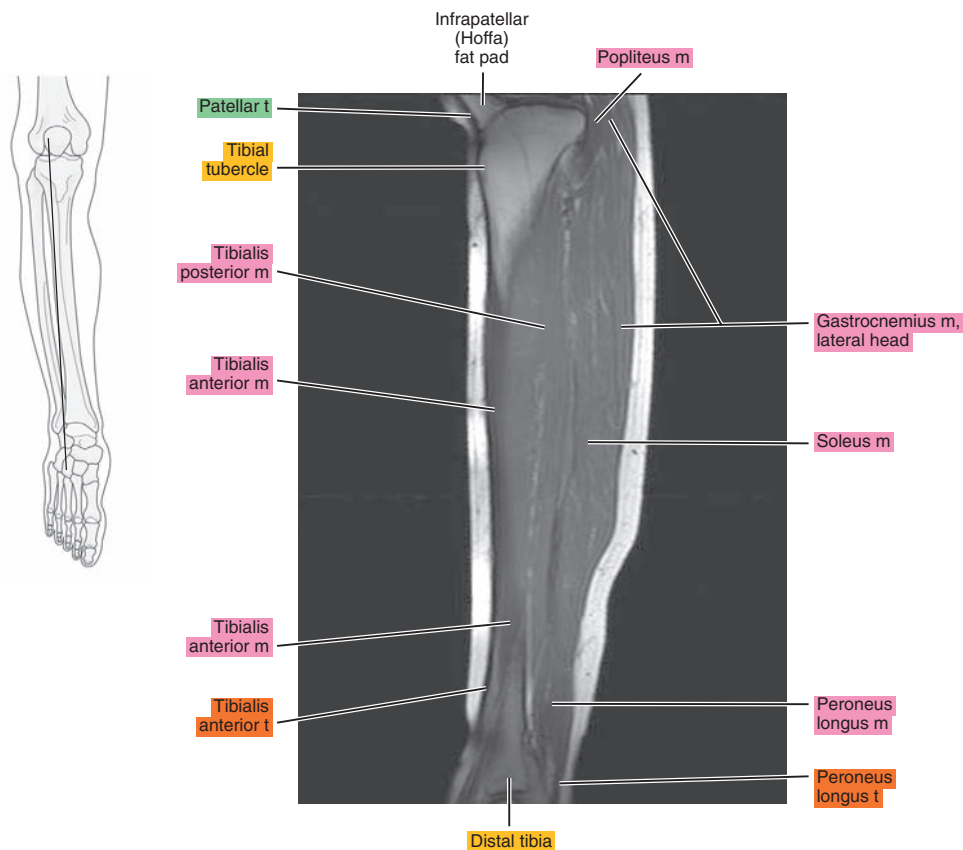 Infrapatellar
(Hoffa)
fat pad
Popliteus m
Patellar t
Tibial
tubercle
Tibialis
posterior m
Gastrocnemius m,
lateral head
Tibialis
anterior m
Soleus m
Tibialis
anterior m
Tibialis
anterior t
Peroneus
longus m
Peroneus
longus t
Distal tibia